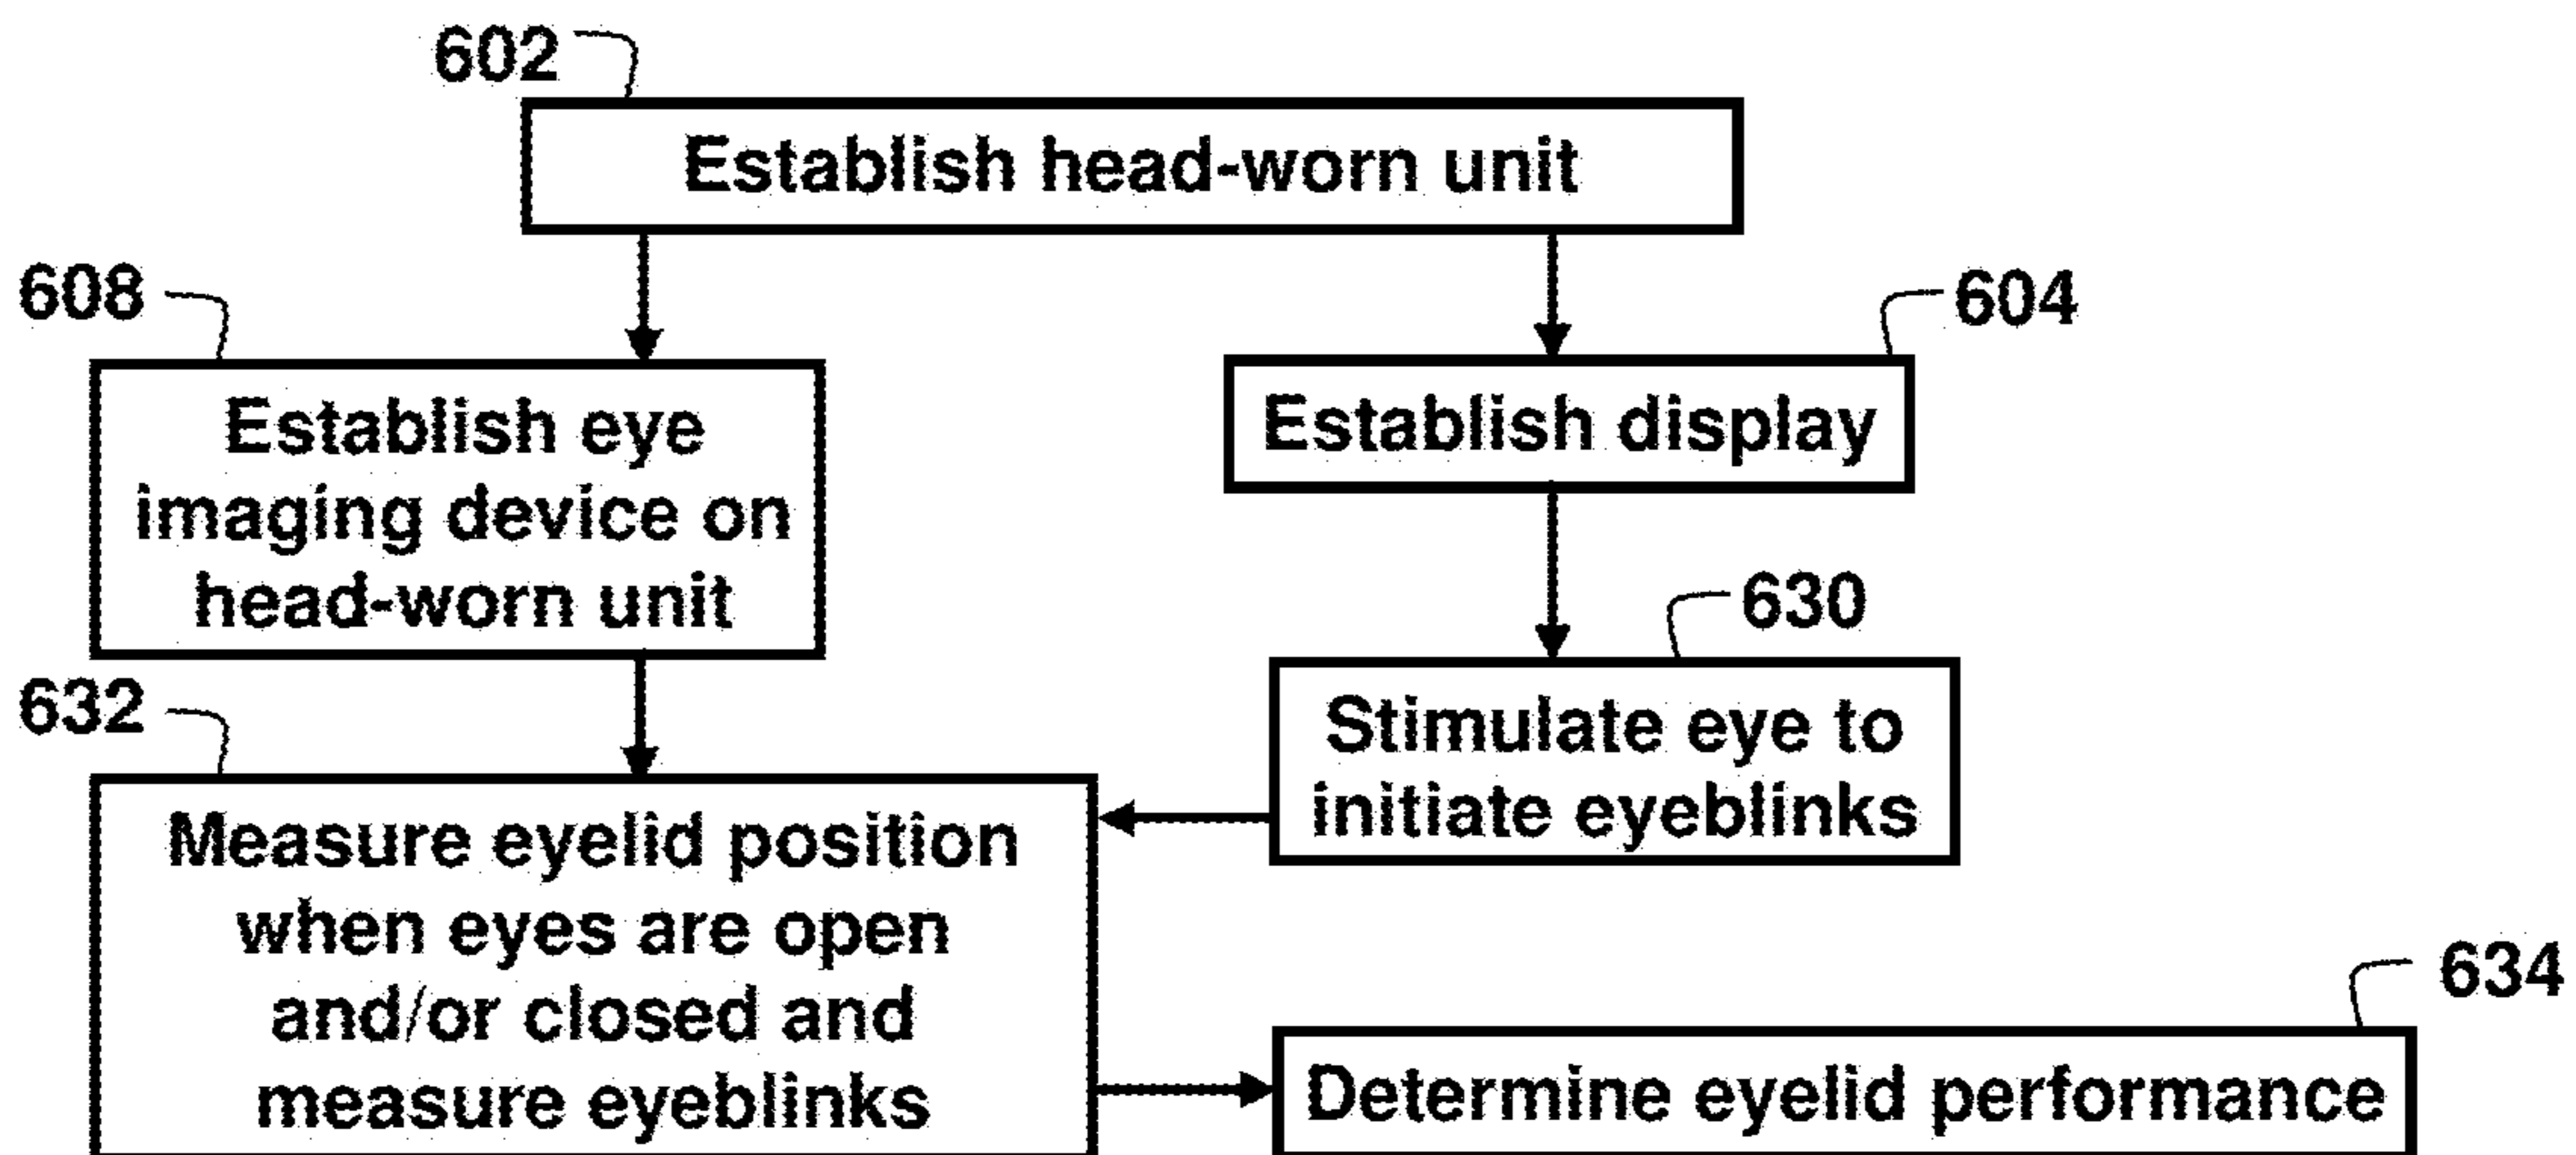 602
Establish head-worn unit
608
604
Establish eye
imaging device on
head-worn unit
Establish display
630
632
Stimulate eye to
initiate eyeblinks
Measure eyelid position
when eyes are open
and/or closed and
measure eyeblinks
634
Determine eyelid performance